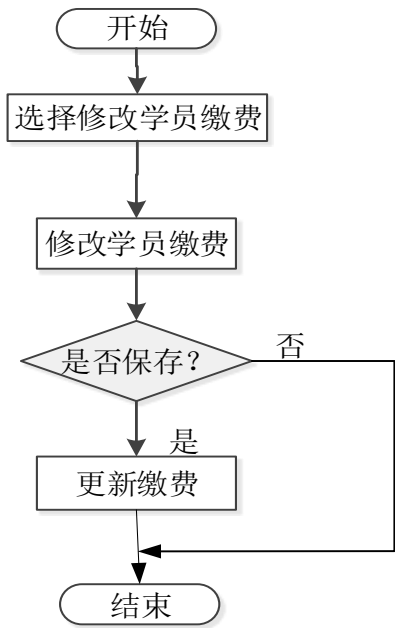 开始
选择修改学员缴费
修改学员缴费
是否保存？
否
是
更新缴费
结束